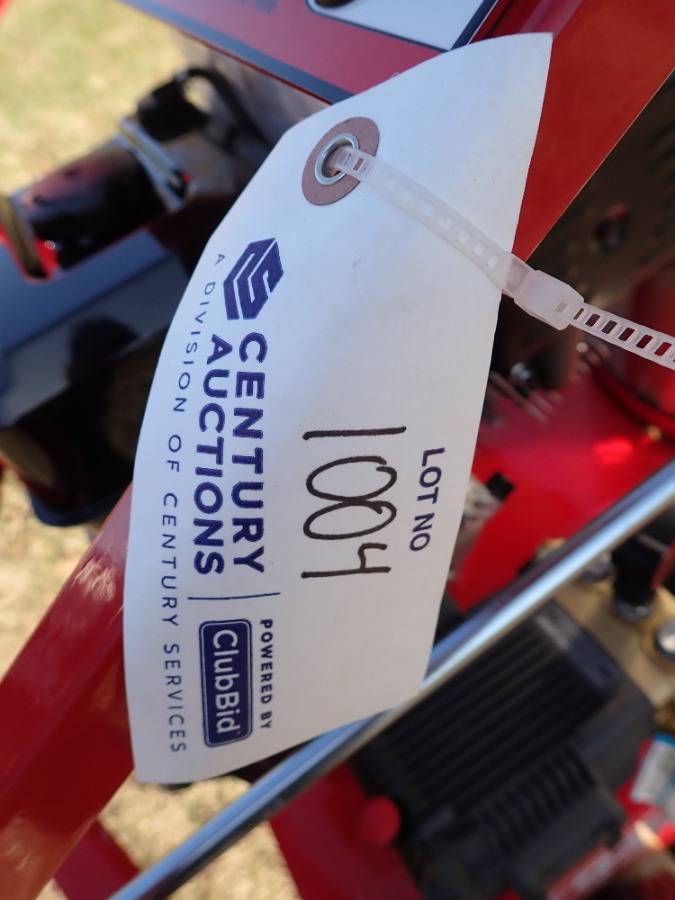 LOT NO
1004
CENTURY
AUCTIONS
A DIVISION OF CENTURY SERVICES
POWERED BY
ClubBid